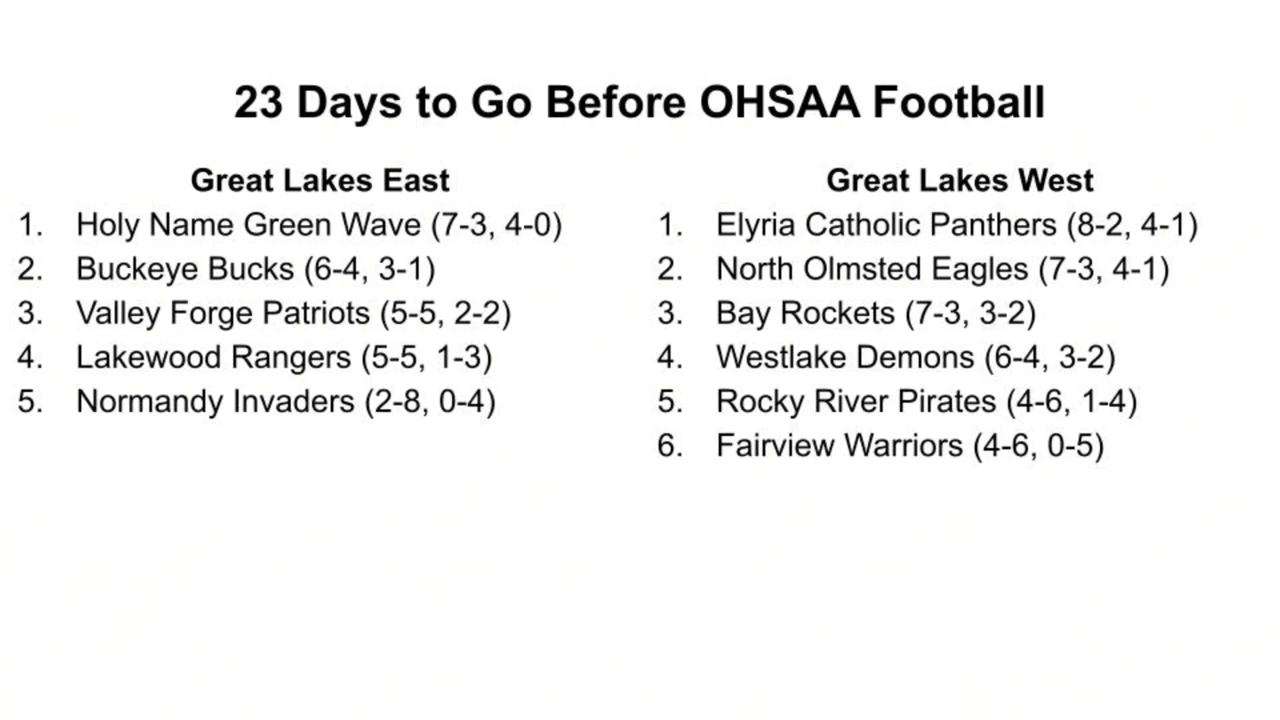 23 Days to Go Before OHSAA Football
Great Lakes East
1. Holy Name Green Wave (7-3, 4-0)
2. Buckeye Bucks (6-4, 3-1)
3. Valley Forge Patriots (5-5, 2-2)
4. Lakewood Rangers (5-5, 1-3)
5. Normandy Invaders (2-8, 0-4)
Great Lakes West
1. Elyria Catholic Panthers (8-2, 4-1)
2. North Olmsted Eagles (7-3, 4-1)
3. Bay Rockets (7-3, 3-2)
4. Westlake Demons (6-4, 3-2)
5. Rocky River Pirates (4-6, 1-4)
6. Fairview Warriors (4-6, 0-5)